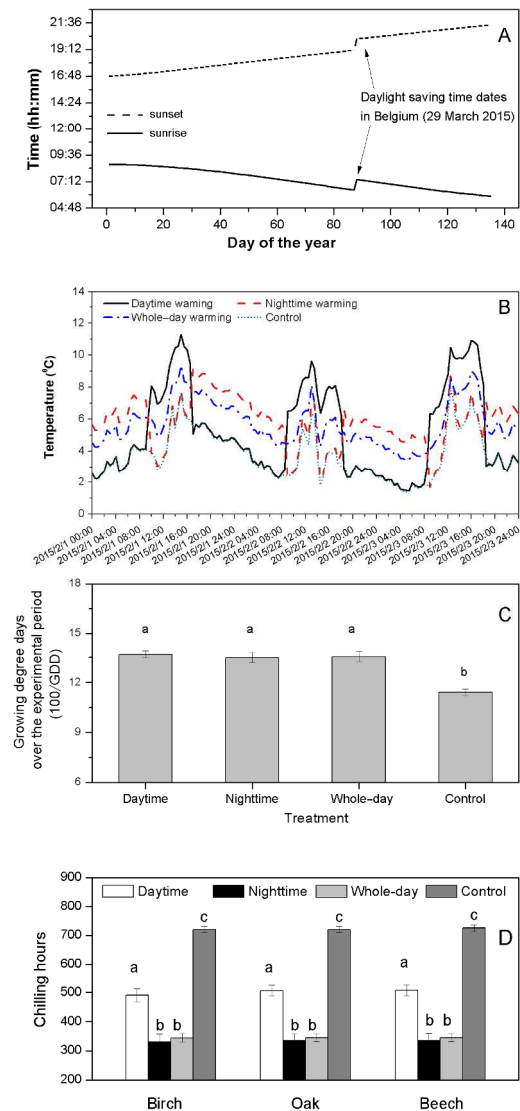 21:36
19:12
16:48
14:24
12:00
09:36
07:12
04:48
Time (hh:mm)
A
sunset
sunrise
Daylight saving time dates
in Belgium (29 March 2015)
0 20 40 60 80 100 120 140
Day of the year
14
12
10
8
6
4
2
0
Temperature (°C)
Daytime warming
Nighttime warming
Whole–day warming
Control
B
2015/2/1 00:00
2015/2/1 04:00
2015/2/1 08:00
2015/2/1 12:00
2015/2/1 16:00
2015/2/1 20:00
2015/2/1 24:00
2015/2/2 04:00
2015/2/2 08:00
2015/2/2 12:00
2015/2/2 16:00
2015/2/2 20:00
2015/2/2 24:00
2015/2/3 04:00
2015/2/3 08:00
2015/2/3 12:00
2015/2/3 16:00
2015/2/3 20:00
2015/2/3 24:00
18
15
12
9
6
Growing degree days
over the experimental period
(100/GDD)
C
a
a
a
b
Daytime
Nighttime
Whole–day
Control
Treatment
900
800
700
600
500
400
300
200
Chilling hours
Daytime
Nighttime
Whole-day
Control
D
a
b
b
c
a
b
b
c
a
b
b
c
Birch
Oak
Beech